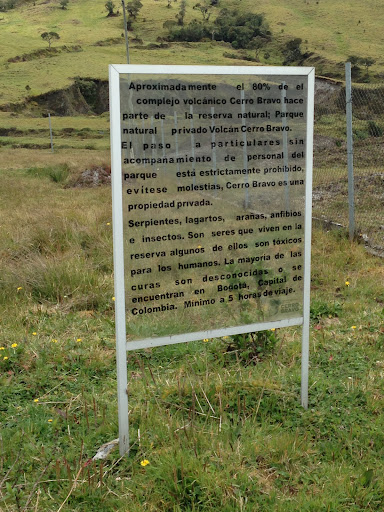 Aproximadamente el 80% de el
complejo volcánico Cerro Bravo hace
parte de la reserva natural; Parque
natural privado Volcán Cerro Bravo.
El paso a particulares sin
acompanamiento de personal del
parque está estrictamente prohibido,
evítese molestias, Cerro Bravo es una
propiedad privada.
Serpientes, lagartos, arañas, anfibios
e insectos. Son seres que viven en la
reserva algunos de ellos son tóxicos
para los humanos. La mayoría de las
curas son desconocidas o se
encuentran en Bogotá, Capital de
Colombia. Mínimo a 5 horas de viaje.